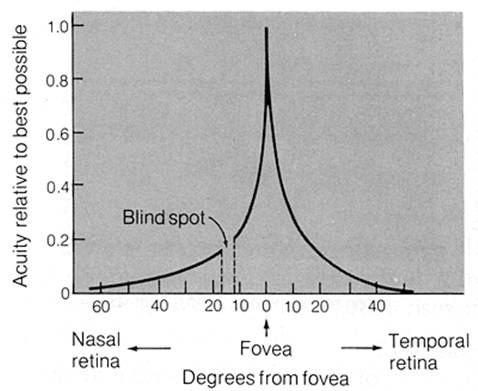 Acuity relative to best possible
1.0
0.8
0.6
0.4
0.2
0
Blind spot
60 40 20 10 0 10 20 40
Nasal retina
Fovea
Temporal retina
Degrees from fovea